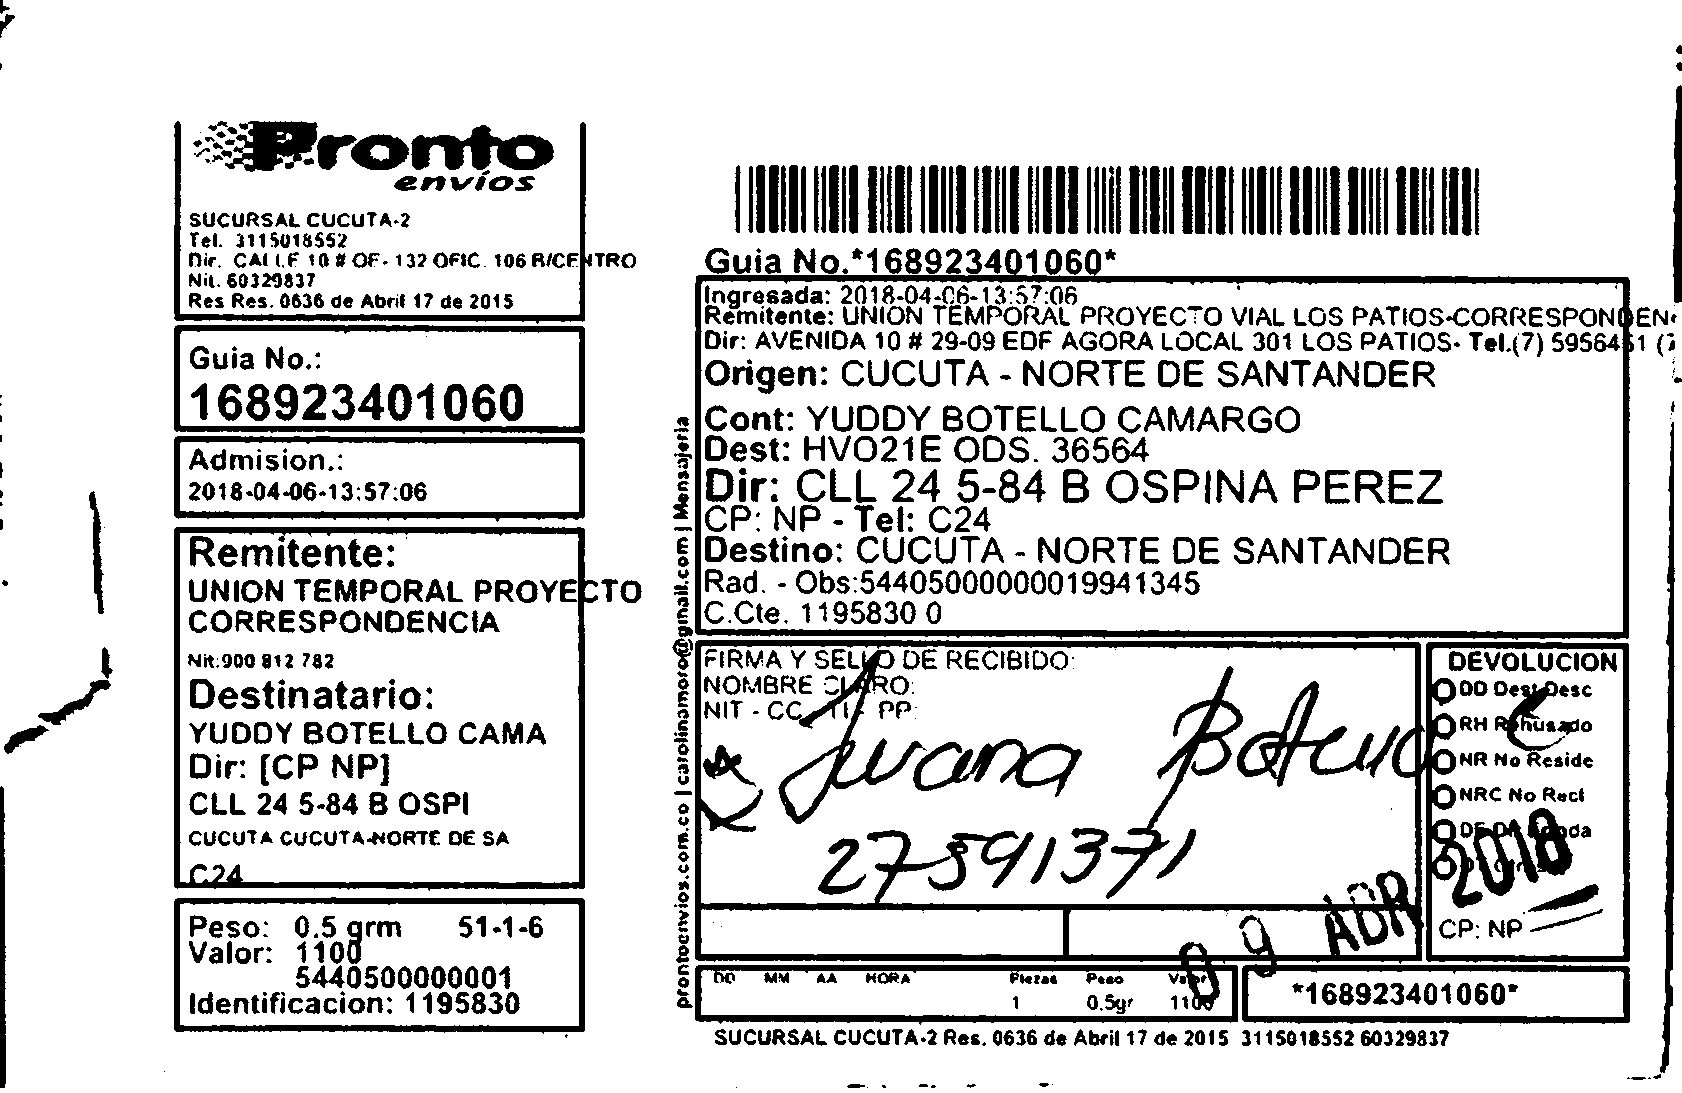 Pronto
envíos
SUCURSAL CUCUTA-2
Tel. 3115018552
Dir. CALLE 10 # OF- 132 OFIC. 106 B/CENTRO
Nit. 60329837
Res Res. 0636 de Abril 17 de 2015
Guia No.:
168923401060
Admision.:
2018-04-06-13:57:06
Remitente:
UNION TEMPORAL PROYECTO
CORRESPONDENCIA
Nit:900 812 782
Destinatario:
YUDDY BOTELLO CAMA
Dir: [CP NP]
CLL 24 5-84 B OSPI
CUCUTA CUCUTA-NORTE DE SA
C24
Peso: 0.5 grm 51-1-6
Valor: 1100
5440500000001
Identificacion: 1195830
prontoenvios.com.co | carolinamoro@gmail.com | Mensajeria
Guia No.*168923401060*
Ingresada: 2018-04-06-13:57:06
Remitente: UNION TEMPORAL PROYECTO VIAL LOS PATIOS-CORRESPONDEN
Dir: AVENIDA 10 # 29-09 EDF AGORA LOCAL 301 LOS PATIOS- Tel.(7) 5956451 (7
Origen: CUCUTA - NORTE DE SANTANDER
Cont: YUDDY BOTELLO CAMARGO
Dest: HVO21E ODS. 36564
Dir: CLL 24 5-84 B OSPINA PEREZ
CP: NP - Tel: C24
Destino: CUCUTA - NORTE DE SANTANDER
Rad. - Obs:54405000000019941345
C.Cte. 1195830 0
FIRMA Y SELLO DE RECIBIDO:
NOMBRE CLARO:
NIT - CC - TI - PP:
Juana Botello
27591371
DEVOLUCION
DD Dest Desc
RH Rehusado
NR No Reside
NRC No Recl
09 ABR 2018
CP: NP
DD MM AA HORA Piezas Peso Valor
1 0.5gr 1100
*168923401060*
SUCURSAL CUCUTA-2 Res. 0636 de Abril 17 de 2015 3115018552 60329837